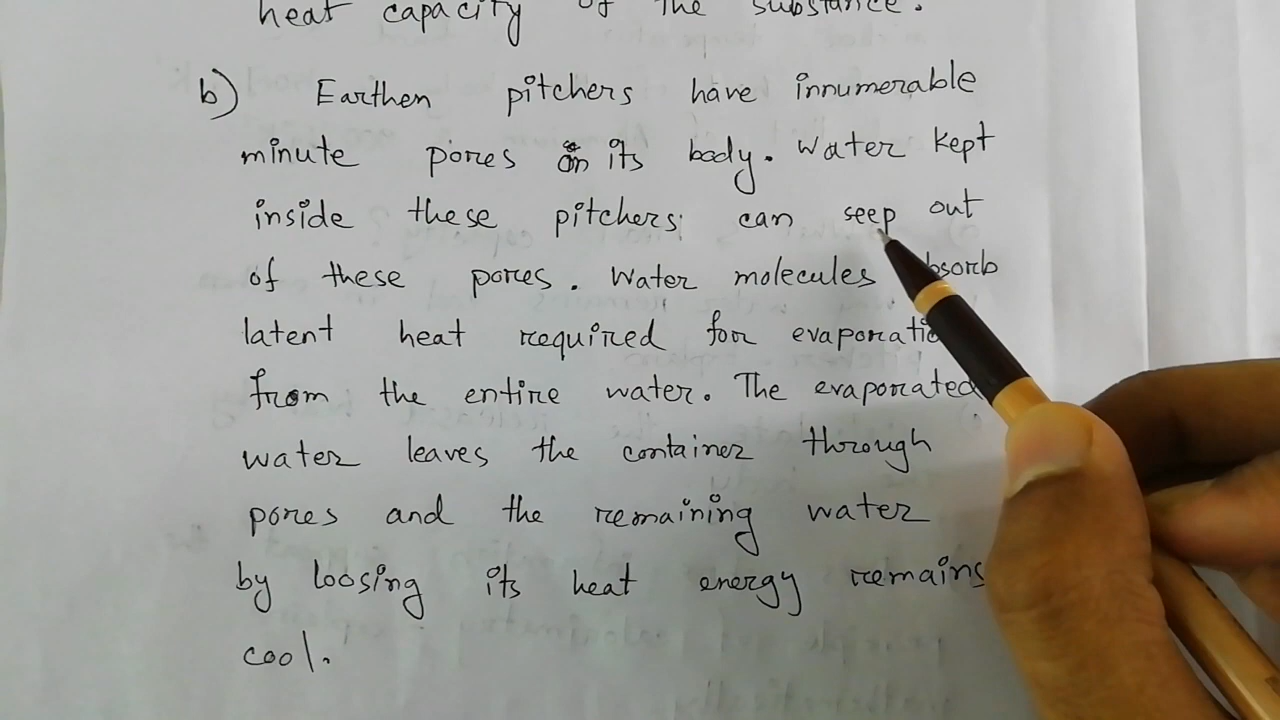 heat capacity of the substance.
b) Earthen pitchers have innumerable
minute pores on its body. Water kept
inside these pitchers can seep out
of these pores. Water molecules absorb
latent heat required for evaporatio
from the entire water. The evaporated
water leaves the container through
pores and the remaining water
by loosing its heat energy remains
cool.